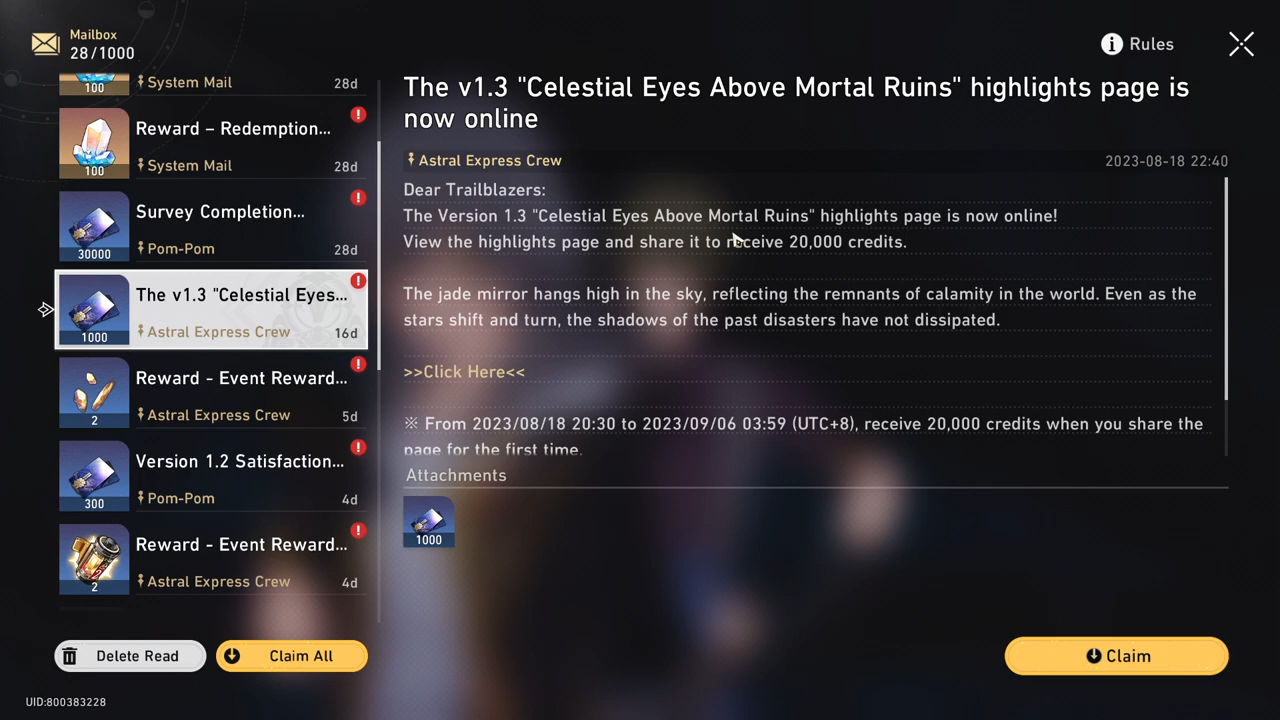 Mailbox
28/1000
Rules
100
System Mail
28d
Reward – Redemption...
100
System Mail
28d
Survey Completion...
30000
Pom-Pom
28d
The v1.3 "Celestial Eyes...
1000
Astral Express Crew
16d
Reward - Event Reward...
2
Astral Express Crew
5d
Version 1.2 Satisfaction...
300
Pom-Pom
4d
Reward - Event Reward...
2
Astral Express Crew
4d
Delete Read
Claim All
The v1.3 "Celestial Eyes Above Mortal Ruins" highlights page is
now online
Astral Express Crew
2023-08-18 22:40
Dear Trailblazers:
The Version 1.3 "Celestial Eyes Above Mortal Ruins" highlights page is now online!
View the highlights page and share it to receive 20,000 credits.
The jade mirror hangs high in the sky, reflecting the remnants of calamity in the world. Even as the
stars shift and turn, the shadows of the past disasters have not dissipated.
>>Click Here<<
※ From 2023/08/18 20:30 to 2023/09/06 03:59 (UTC+8), receive 20,000 credits when you share the
page for the first time.
Attachments
1000
Claim
UID:800383228